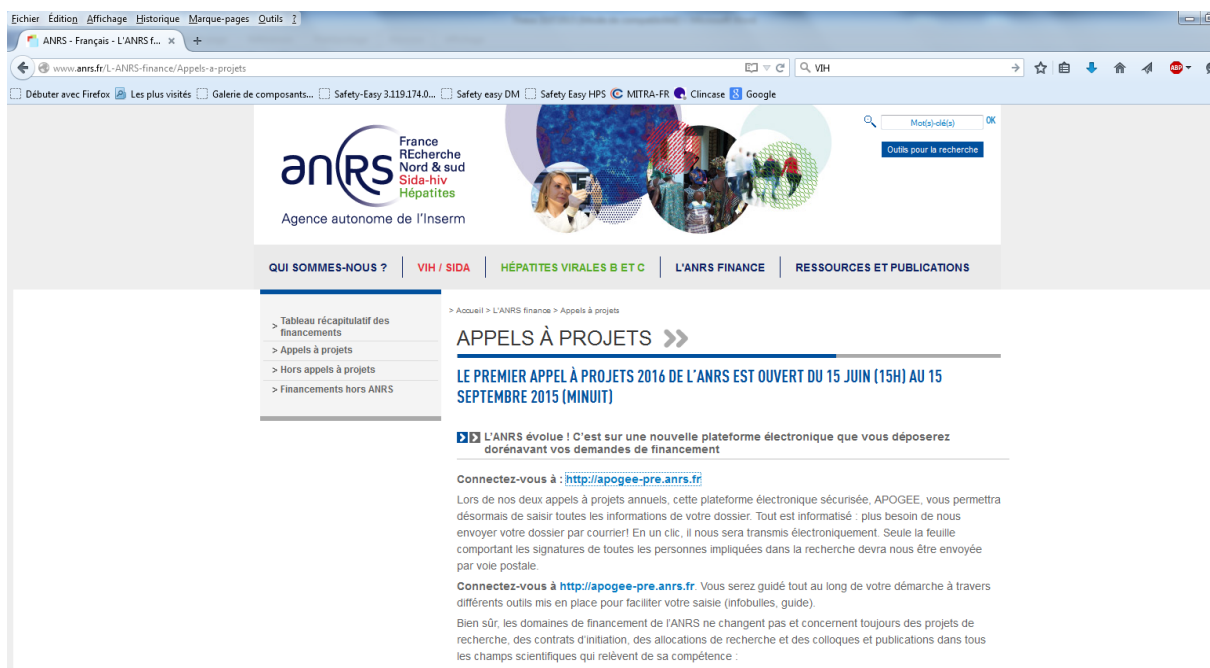 Fichier Édition Affichage Historique Marque-pages Outils ?
ANRS - Français - L'ANRS f... × +
www.anrs.fr/L-ANRS-finance/Appels-a-projets
VIH
ABP
Débuter avec Firefox Les plus visités Galerie de composants... Safety-Easy 3.119.174.0... Safety easy DM Safety Easy HPS MITRA-FR Clincase Google
Mot(s)-clé(s) OK
Outils pour la recherche
anRS
France
REcherche
Nord & sud
Sida-hiv
Hépatites
Agence autonome de l'Inserm
QUI SOMMES-NOUS ? VIH / SIDA HÉPATITES VIRALES B ET C L'ANRS FINANCE RESSOURCES ET PUBLICATIONS
> Tableau récapitulatif des
financements
> Appels à projets
> Hors appels à projets
> Financements hors ANRS
> Accueil > L'ANRS finance > Appels à projets
APPELS À PROJETS
LE PREMIER APPEL À PROJETS 2016 DE L'ANRS EST OUVERT DU 15 JUIN (15H) AU 15
SEPTEMBRE 2015 (MINUIT)
L'ANRS évolue ! C'est sur une nouvelle plateforme électronique que vous déposerez
dorénavant vos demandes de financement
Connectez-vous à : http://apogee-pre.anrs.fr
Lors de nos deux appels à projets annuels, cette plateforme électronique sécurisée, APOGEE, vous permettra
désormais de saisir toutes les informations de votre dossier. Tout est informatisé : plus besoin de nous
envoyer votre dossier par courrier! En un clic, il nous sera transmis électroniquement. Seule la feuille
comportant les signatures de toutes les personnes impliquées dans la recherche devra nous être envoyée
par voie postale.
Connectez-vous à http://apogee-pre.anrs.fr. Vous serez guidé tout au long de votre démarche à travers
différents outils mis en place pour faciliter votre saisie (infobulles, guide).
Bien sûr, les domaines de financement de l'ANRS ne changent pas et concernent toujours des projets de
recherche, des contrats d'initiation, des allocations de recherche et des colloques et publications dans tous
les champs scientifiques qui relèvent de sa compétence :